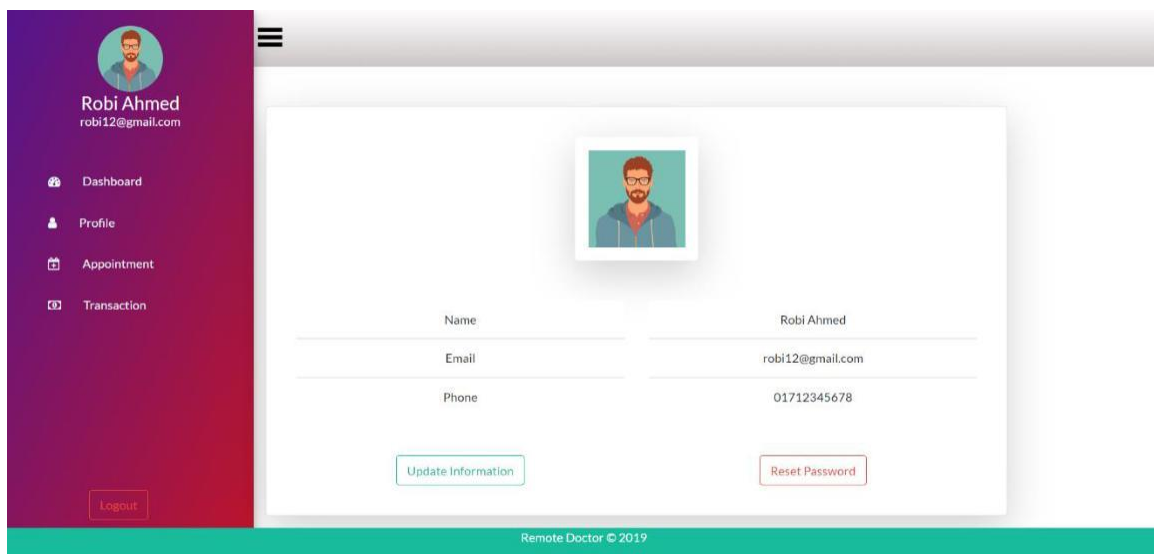 Robi Ahmed
robi12@gmail.com
Dashboard
Profile
Appointment
Transaction
Logout
Name Robi Ahmed
Email robi12@gmail.com
Phone 01712345678
Update Information Reset Password
Remote Doctor © 2019